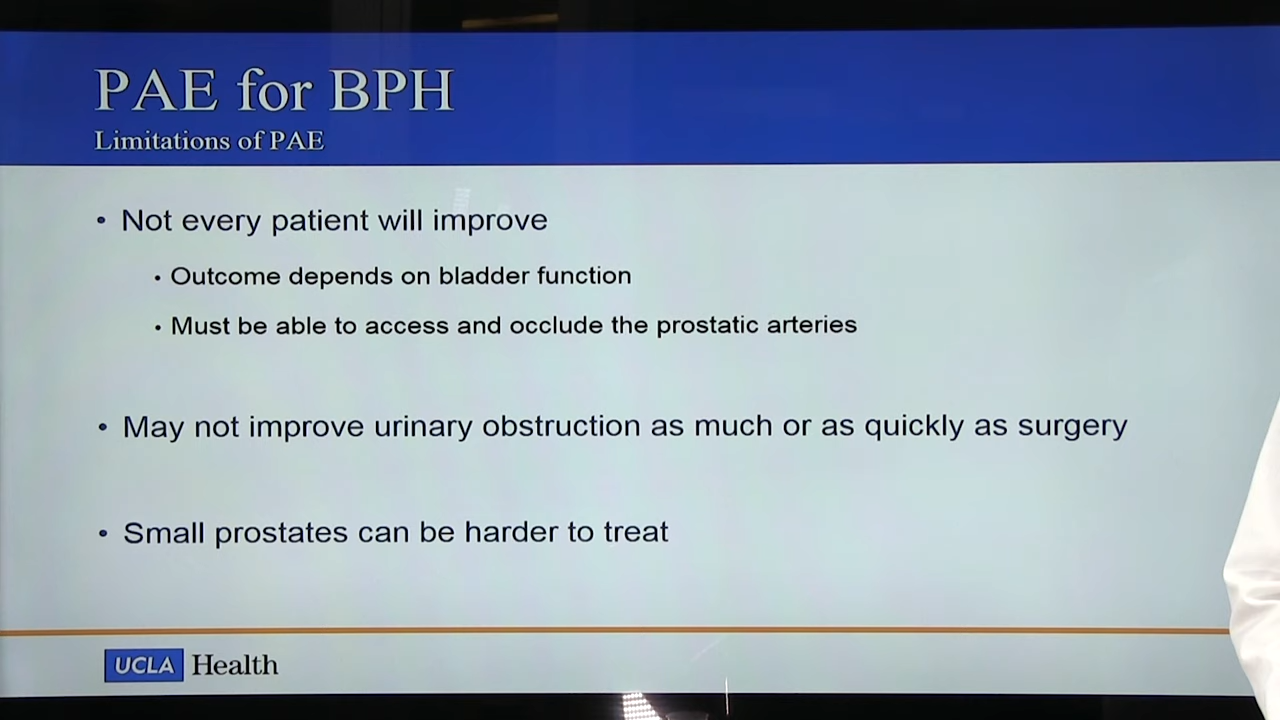 PAE for BPH
Limitations of PAE
• Not every patient will improve
• Outcome depends on bladder function
• Must be able to access and occlude the prostatic arteries
• May not improve urinary obstruction as much or as quickly as surgery
• Small prostates can be harder to treat
UCLA Health